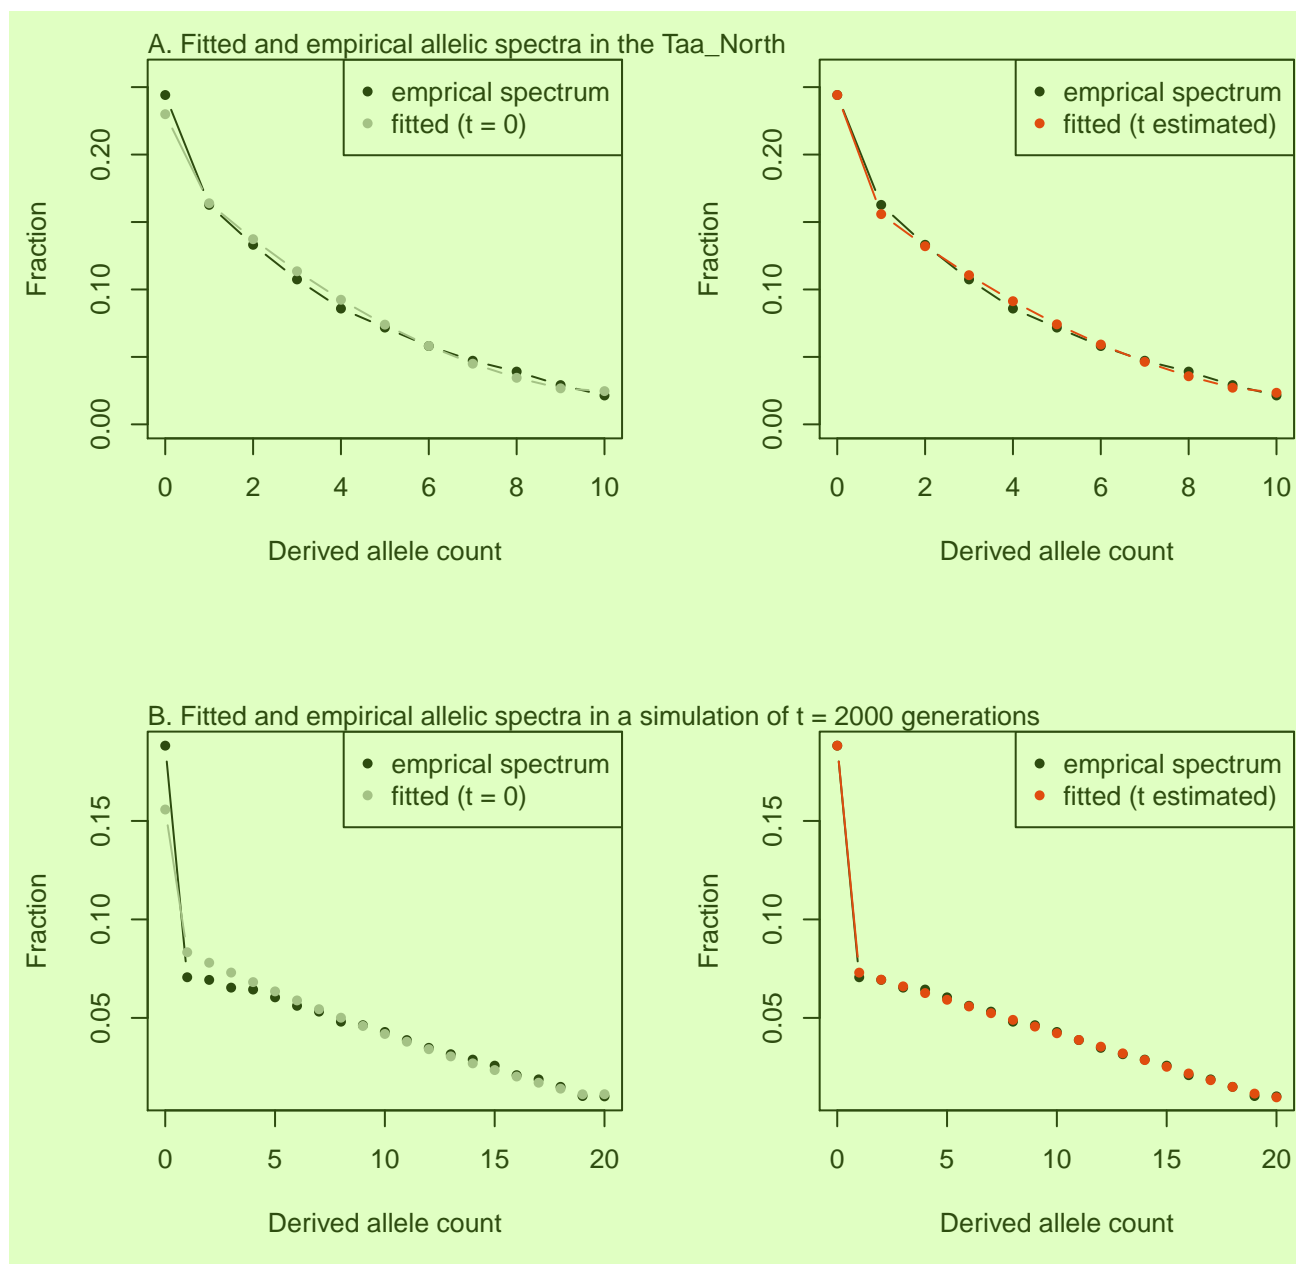 A. Fitted and empirical allelic spectra in the Taa_North
emprical spectrum
fitted (t = 0)
0.00 0.10 0.20
Fraction
0 2 4 6 8 10
Derived allele count
emprical spectrum
fitted (t estimated)
0.00 0.10 0.20
Fraction
0 2 4 6 8 10
Derived allele count
B. Fitted and empirical allelic spectra in a simulation of t = 2000 generations
emprical spectrum
fitted (t = 0)
0.05 0.10 0.15
Fraction
0 5 10 15 20
Derived allele count
emprical spectrum
fitted (t estimated)
0.05 0.10 0.15
Fraction
0 5 10 15 20
Derived allele count